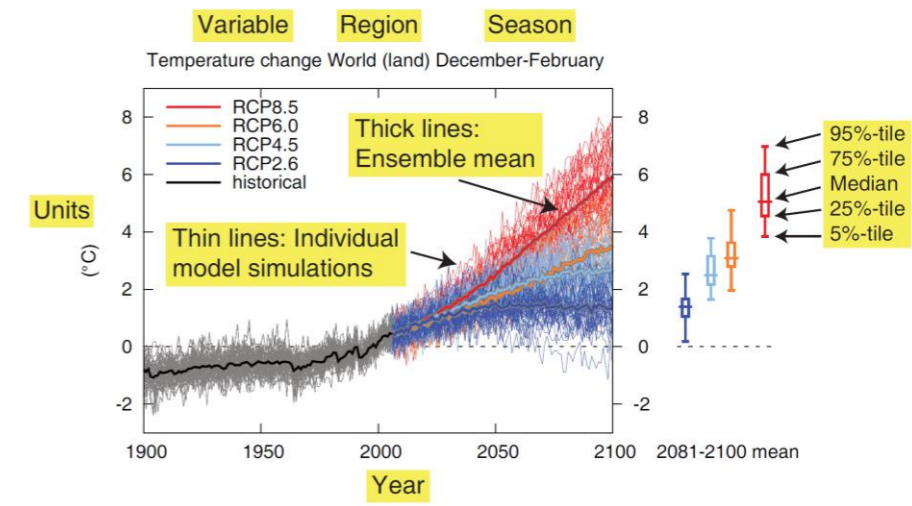 Variable Region Season
Temperature change World (land) December-February
8
6
4
2
0
-2
RCP8.5
RCP6.0
RCP4.5
RCP2.6
historical
Thick lines:
Ensemble mean
Thin lines: Individual
model simulations
Units
(°C)
8
6
4
2
0
-2
95%-tile
75%-tile
Median
25%-tile
5%-tile
1900 1950 2000 2050 2100 2081-2100 mean
Year